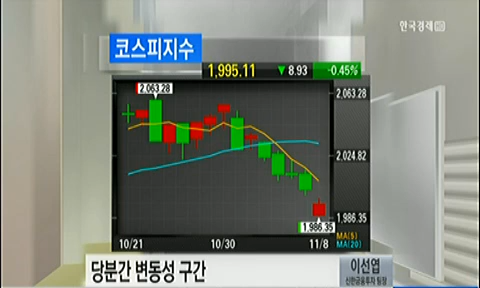 한국경제
코스피지수
1,995.11 ▼ 8.93 -0.45%
2,063.28 2,063.28
2,024.82
1,986.35 1,986.35
10/21 10/30 11/8 MA(5)
MA(20)
당분간 변동성 구간
이선엽
신한금융투자 팀장